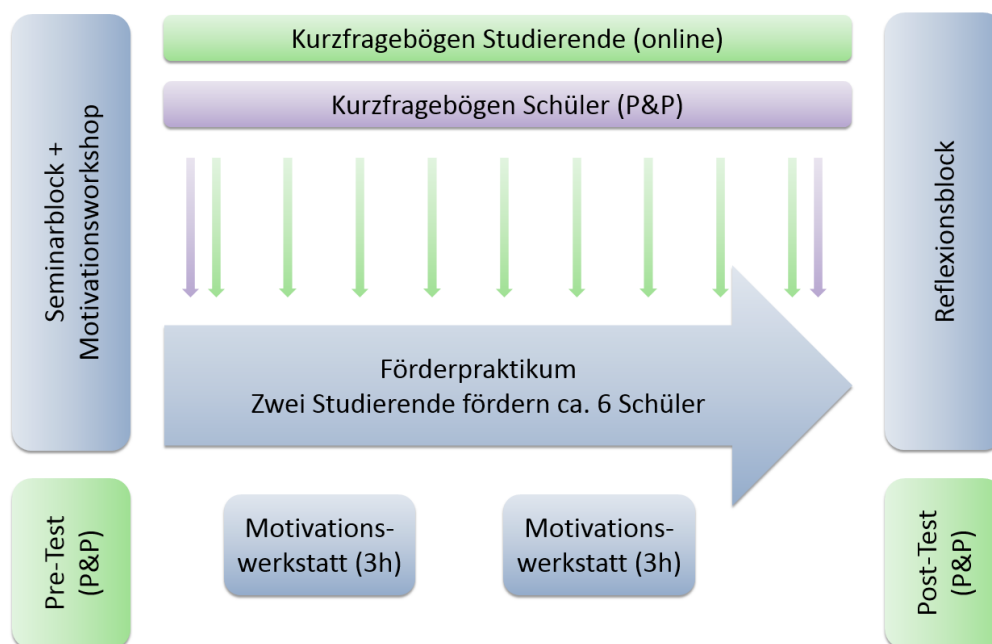 Seminarblock +
Motivationsworkshop
Kurzfragebögen Studierende (online)
Kurzfragebögen Schüler (P&P)
Förderpraktikum
Zwei Studierende fördern ca. 6 Schüler
Reflexionsblock
Pre-Test
(P&P)
Motivations-
werkstatt (3h)
Motivations-
werkstatt (3h)
Post-Test
(P&P)